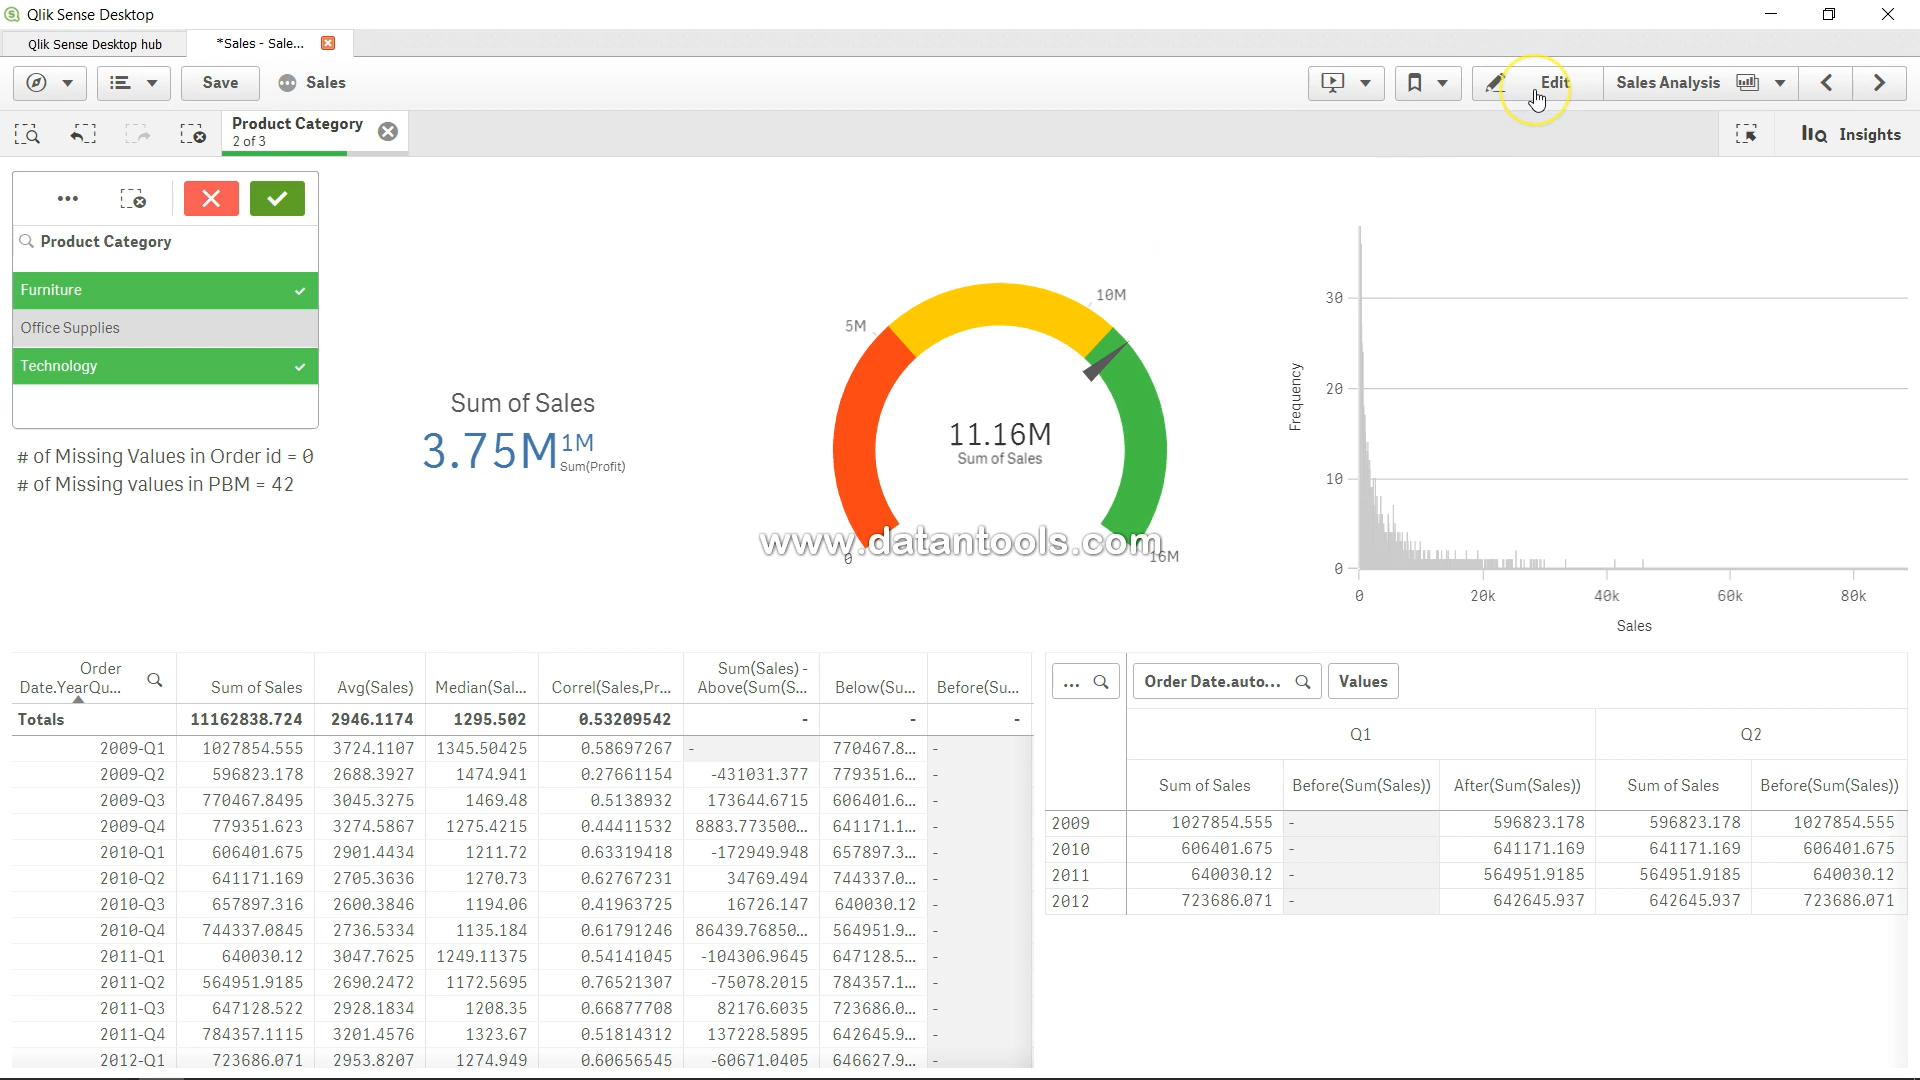 Qlik Sense Desktop
Qlik Sense Desktop hub
*Sales - Sale...
Save
Sales
Edit
Sales Analysis
Product Category
2 of 3
Insights
Product Category
Furniture
Office Supplies
Technology
# of Missing Values in Order id = 0
# of Missing values in PBM = 42
Sum of Sales
3.75M 1M
Sum(Profit)
0
5M
10M
16M
11.16M
Sum of Sales
www.datantools.com
Frequency
30
20
10
0
0 20k 40k 60k 80k
Sales
Order Date.YearQu... Sum of Sales Avg(Sales) Median(Sal... Correl(Sales,Pr... Sum(Sales) - Above(Sum(S... Below(Su... Before(Su...
Totals 11162838.724 2946.1174 1295.502 0.53209542 - - -
2009-Q1 1027854.555 3724.1107 1345.50425 0.58697267 - 770467.8... -
2009-Q2 596823.178 2688.3927 1474.941 0.27661154 -431031.377 779351.6... -
2009-Q3 770467.8495 3045.3275 1469.48 0.5138932 173644.6715 606401.6... -
2009-Q4 779351.623 3274.5867 1275.4215 0.44411532 8883.773500... 641171.1... -
2010-Q1 606401.675 2901.4434 1211.72 0.63319418 -172949.948 657897.3... -
2010-Q2 641171.169 2705.3636 1270.73 0.62767231 34769.494 744337.0... -
2010-Q3 657897.316 2600.3846 1194.06 0.41963725 16726.147 640030.12 -
2010-Q4 744337.0845 2736.5334 1135.184 0.61791246 86439.76850... 564951.9... -
2011-Q1 640030.12 3047.7625 1249.11375 0.54141045 -104306.9645 647128.5... -
2011-Q2 564951.9185 2690.2472 1172.5695 0.76521307 -75078.2015 784357.1... -
2011-Q3 647128.522 2928.1834 1208.35 0.66877708 82176.6035 723686.0... -
2011-Q4 784357.1115 3201.4576 1323.67 0.51814312 137228.5895 642645.9... -
2012-Q1 723686.071 2953.8207 1274.949 0.60656545 -60671.0405 646627.9... -
... Order Date.auto... Values
Q1 Q2
Sum of Sales Before(Sum(Sales)) After(Sum(Sales)) Sum of Sales Before(Sum(Sales))
2009 1027854.555 - 596823.178 596823.178 1027854.555
2010 606401.675 - 641171.169 641171.169 606401.675
2011 640030.12 - 564951.9185 564951.9185 640030.12
2012 723686.071 - 642645.937 642645.937 723686.071